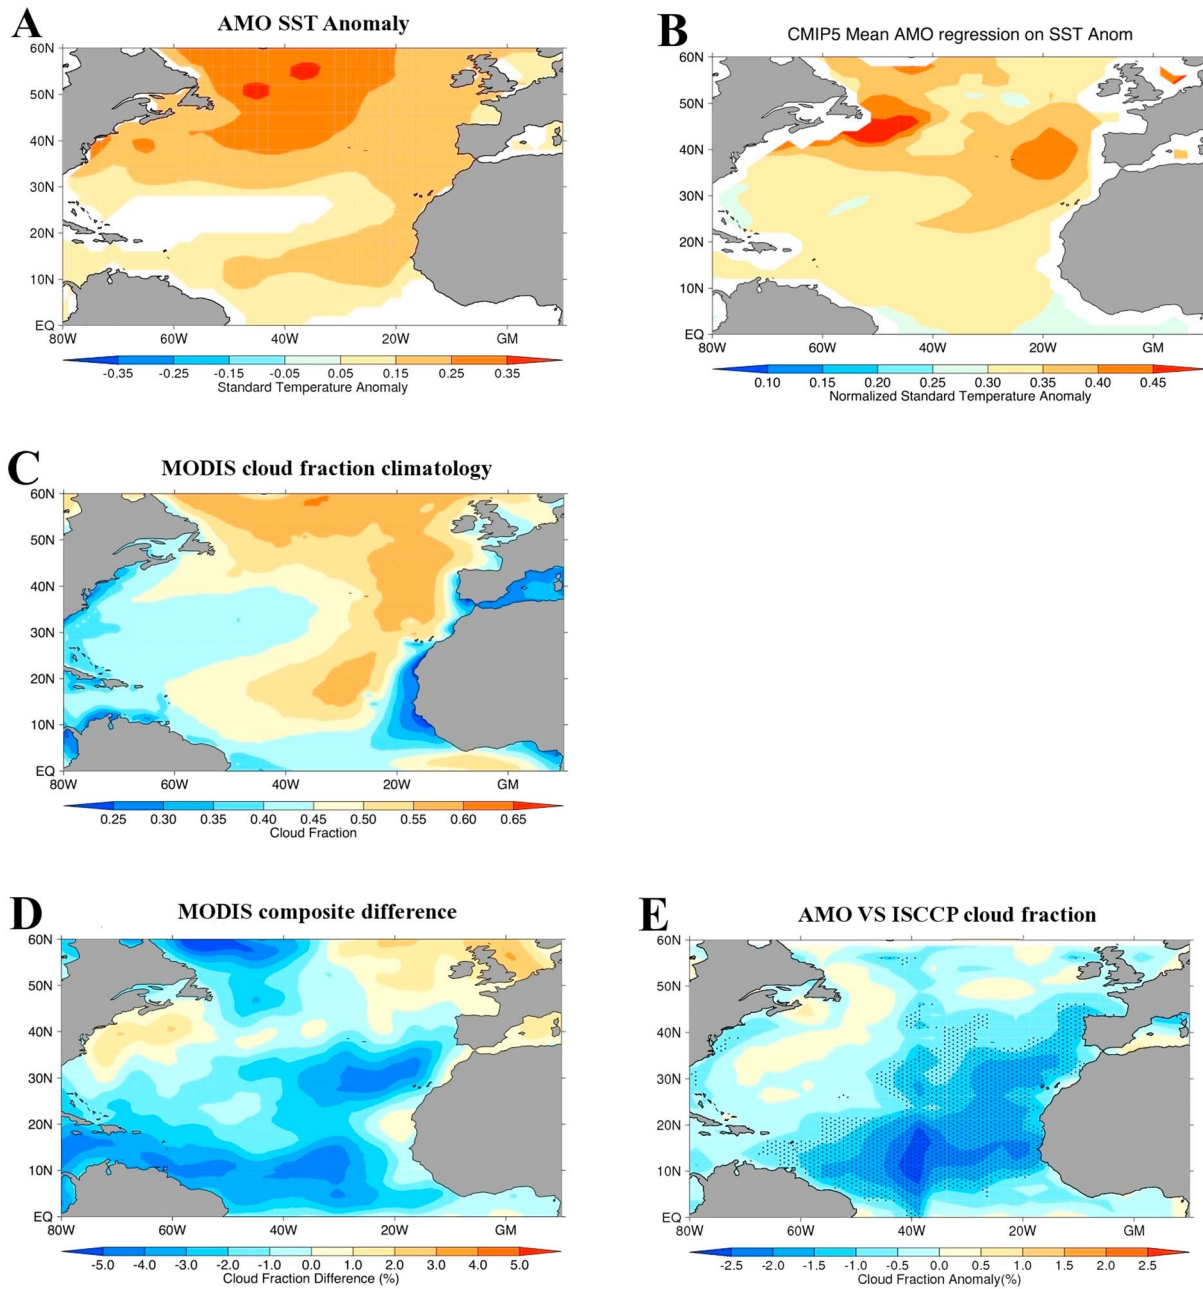 A
AMO SST Anomaly
60N
50N
40N
30N
20N
10N
EQ
80W 60W 40W 20W GM
-0.35 -0.25 -0.15 -0.05 0.05 0.15 0.25 0.35
Standard Temperature Anomaly
B
CMIP5 Mean AMO regression on SST Anom
60N
50N
40N
30N
20N
10N
EQ
80W 60W 40W 20W GM
0.10 0.15 0.20 0.25 0.30 0.35 0.40 0.45
Normalized Standard Temperature Anomaly
C
MODIS cloud fraction climatology
60N
50N
40N
30N
20N
10N
EQ
80W 60W 40W 20W GM
0.25 0.30 0.35 0.40 0.45 0.50 0.55 0.60 0.65
Cloud Fraction
D
MODIS composite difference
60N
50N
40N
30N
20N
10N
EQ
80W 60W 40W 20W GM
-5.0 -4.0 -3.0 -2.0 -1.0 0.0 1.0 2.0 3.0 4.0 5.0
Cloud Fraction Difference (%)
E
AMO VS ISCCP cloud fraction
60N
50N
40N
30N
20N
10N
EQ
80W 60W 40W 20W GM
-2.5 -2.0 -1.5 -1.0 -0.5 0.0 0.5 1.0 1.5 2.0 2.5
Cloud Fraction Anomaly(%)